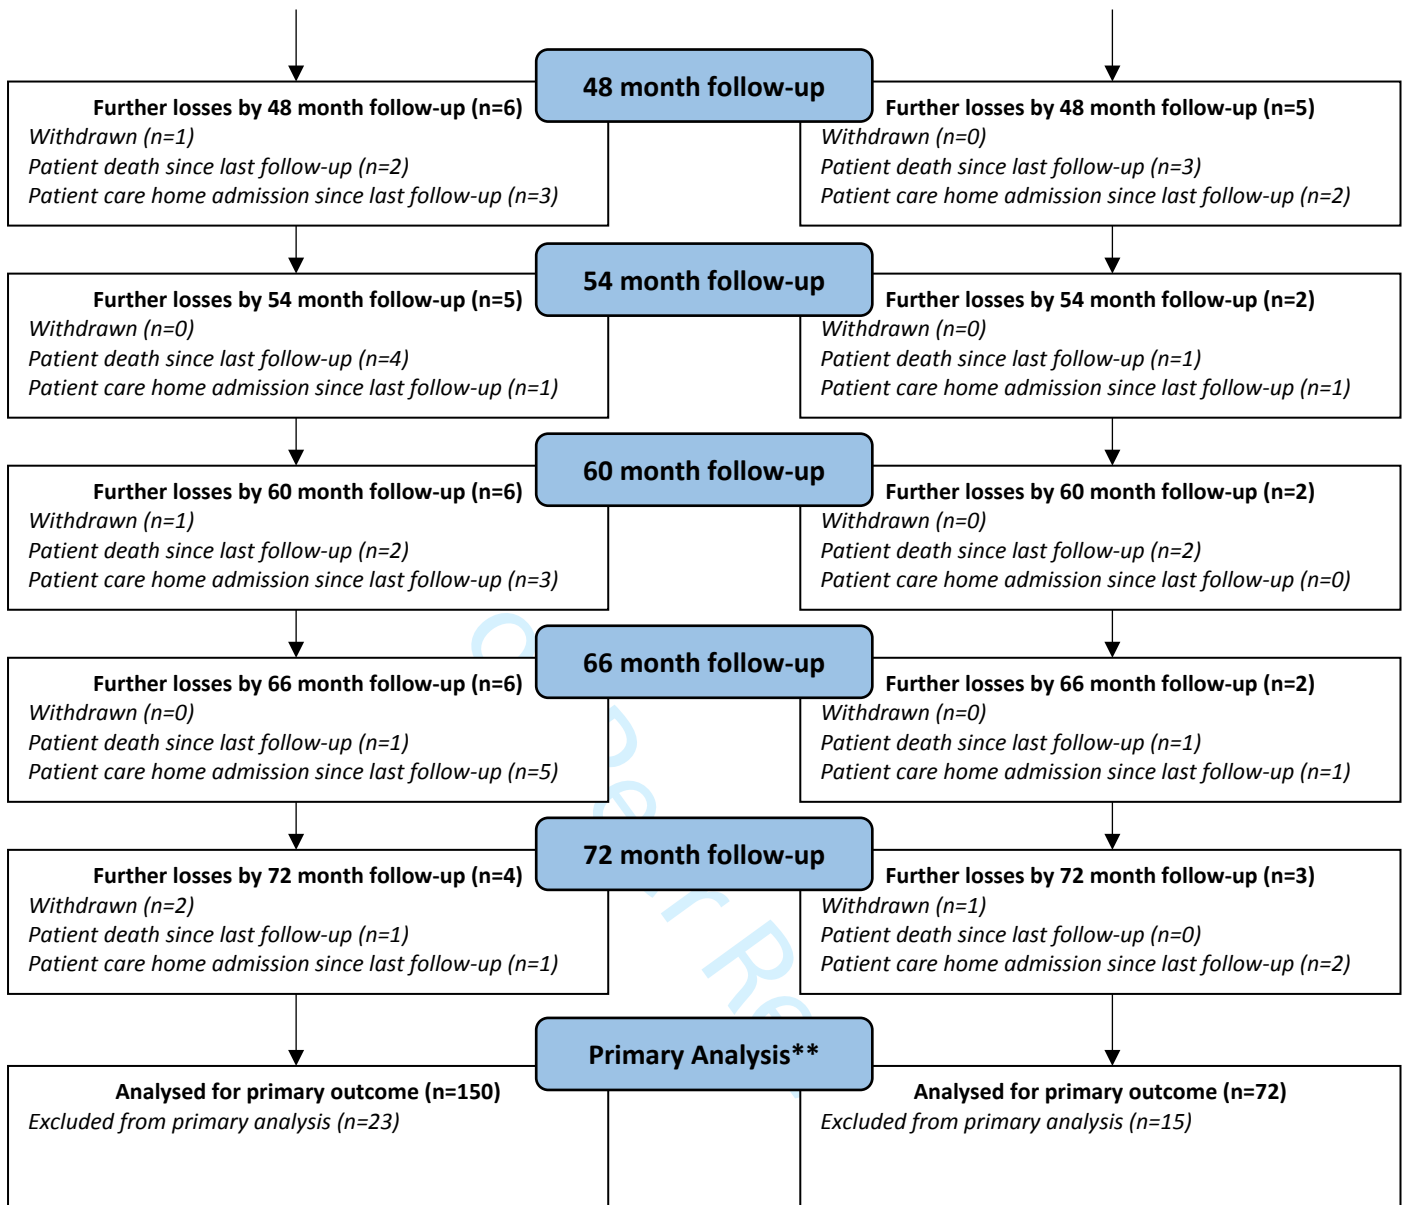 48 month follow-up
Further losses by 48 month follow-up (n=6)
Withdrawn (n=1)
Patient death since last follow-up (n=2)
Patient care home admission since last follow-up (n=3)
Further losses by 48 month follow-up (n=5)
Withdrawn (n=0)
Patient death since last follow-up (n=3)
Patient care home admission since last follow-up (n=2)
54 month follow-up
Further losses by 54 month follow-up (n=5)
Withdrawn (n=0)
Patient death since last follow-up (n=4)
Patient care home admission since last follow-up (n=1)
Further losses by 54 month follow-up (n=2)
Withdrawn (n=0)
Patient death since last follow-up (n=1)
Patient care home admission since last follow-up (n=1)
60 month follow-up
Further losses by 60 month follow-up (n=6)
Withdrawn (n=1)
Patient death since last follow-up (n=2)
Patient care home admission since last follow-up (n=3)
Further losses by 60 month follow-up (n=2)
Withdrawn (n=0)
Patient death since last follow-up (n=2)
Patient care home admission since last follow-up (n=0)
66 month follow-up
Further losses by 66 month follow-up (n=6)
Withdrawn (n=0)
Patient death since last follow-up (n=1)
Patient care home admission since last follow-up (n=5)
Further losses by 66 month follow-up (n=2)
Withdrawn (n=0)
Patient death since last follow-up (n=1)
Patient care home admission since last follow-up (n=1)
72 month follow-up
Further losses by 72 month follow-up (n=4)
Withdrawn (n=2)
Patient death since last follow-up (n=1)
Patient care home admission since last follow-up (n=1)
Further losses by 72 month follow-up (n=3)
Withdrawn (n=1)
Patient death since last follow-up (n=0)
Patient care home admission since last follow-up (n=2)
Primary Analysis**
Analysed for primary outcome (n=150)
Excluded from primary analysis (n=23)
Analysed for primary outcome (n=72)
Excluded from primary analysis (n=15)